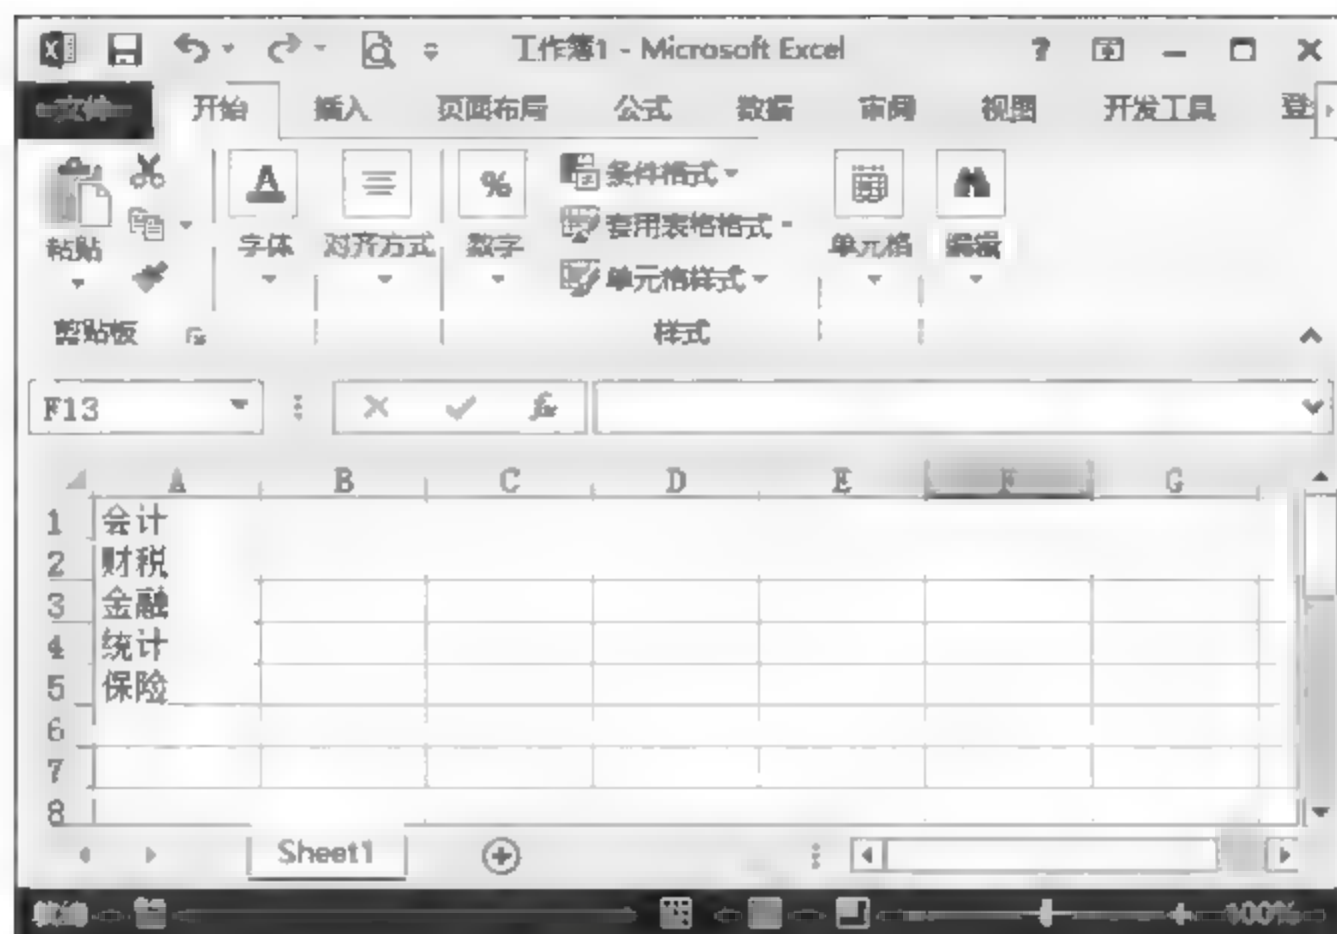 工作簿1 - Microsoft Excel
文件 开始 插入 页面布局 公式 数据 审阅 视图 开发工具
粘贴 字体 对齐方式 数字 条件格式 套用表格格式 单元格样式 单元格 编辑
剪贴板 样式
F13 fx
A B C D E F G
1 会计
2 财税
3 金融
4 统计
5 保险
6
7
8
Sheet1
100%